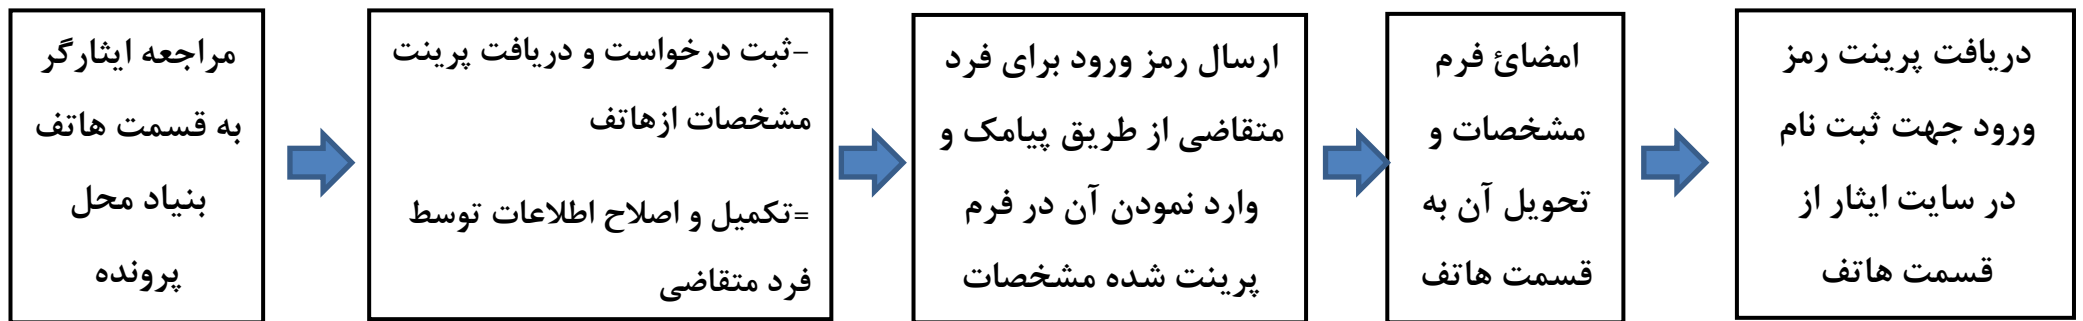 مراجعه ایثارگر
به قسمت هاتف
بنیاد محل
پرونده
-ثبت درخواست و دریافت پرینت
مشخصات ازهاتف
=تکمیل و اصلاح اطلاعات توسط
فرد متقاضی
ارسال رمز ورود برای فرد
متقاضی از طریق پیامک و
وارد نمودن آن در فرم
پرینت شده مشخصات
امضائ فرم
مشخصات و
تحویل آن به
قسمت هاتف
دریافت پرینت رمز
ورود جهت ثبت نام
در سایت ایثار از
قسمت هاتف